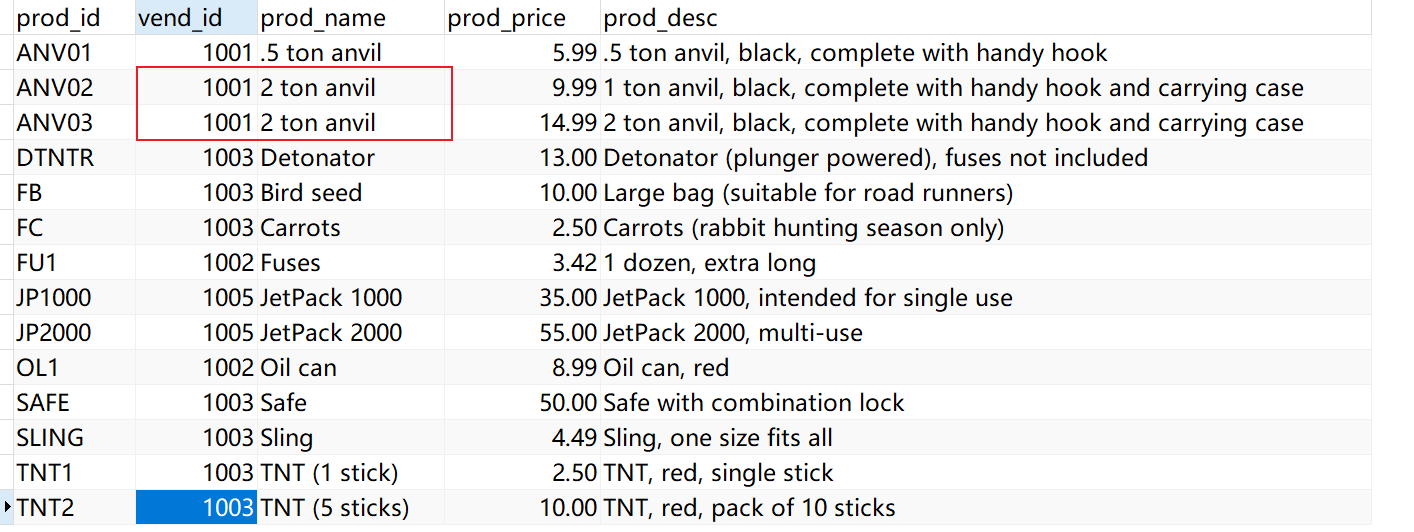 prod_id vend_id prod_name prod_price prod_desc
ANV01 1001 .5 ton anvil 5.99 .5 ton anvil, black, complete with handy hook
ANV02 1001 2 ton anvil 9.99 1 ton anvil, black, complete with handy hook and carrying case
ANV03 1001 2 ton anvil 14.99 2 ton anvil, black, complete with handy hook and carrying case
DTNTR 1003 Detonator 13.00 Detonator (plunger powered), fuses not included
FB 1003 Bird seed 10.00 Large bag (suitable for road runners)
FC 1003 Carrots 2.50 Carrots (rabbit hunting season only)
FU1 1002 Fuses 3.42 1 dozen, extra long
JP1000 1005 JetPack 1000 35.00 JetPack 1000, intended for single use
JP2000 1005 JetPack 2000 55.00 JetPack 2000, multi-use
OL1 1002 Oil can 8.99 Oil can, red
SAFE 1003 Safe 50.00 Safe with combination lock
SLING 1003 Sling 4.49 Sling, one size fits all
TNT1 1003 TNT (1 stick) 2.50 TNT, red, single stick
TNT2 1003 TNT (5 sticks) 10.00 TNT, red, pack of 10 sticks